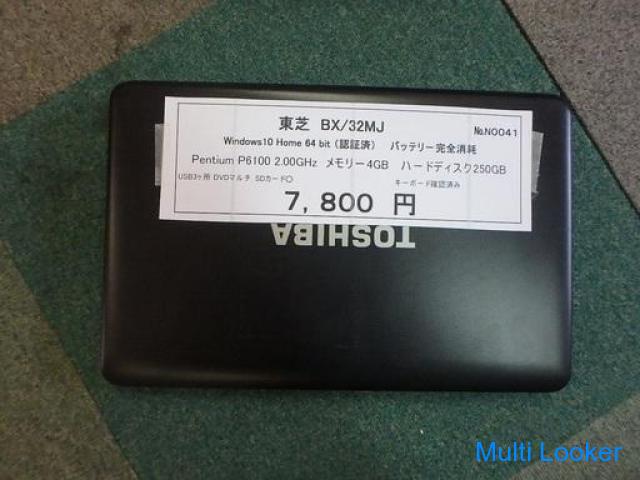 東芝 BX/32MJ
№N0041
Windows10 Home 64 bit（認証済） バッテリー完全消耗
Pentium P6100 2.00GHz メモリー4GB ハードディスク250GB
USB3ヶ所 DVDマルチ SDカード〇 キーボード確認済み
7,800 円
TOSHIBA
Multi Looker